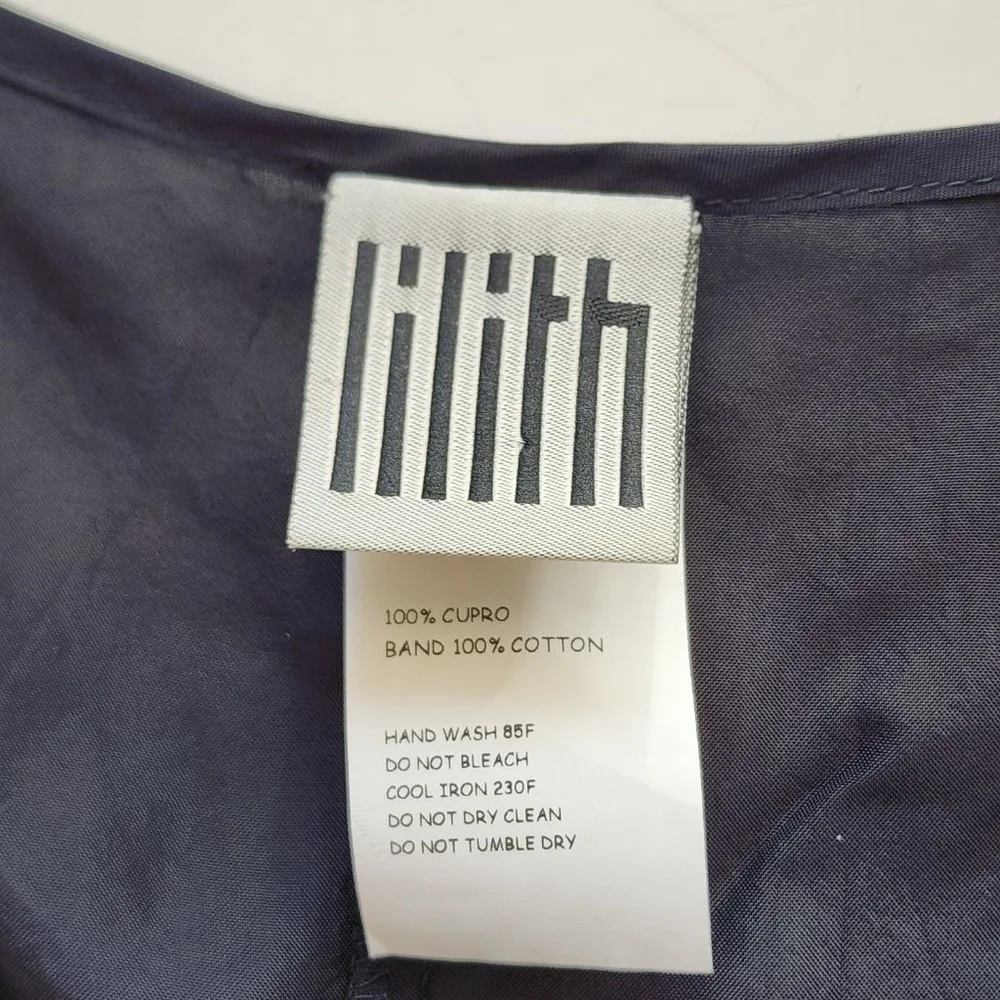 lilith
100% CUPRO
BAND 100% COTTON
HAND WASH 85F
DO NOT BLEACH
COOL IRON 230F
DO NOT DRY CLEAN
DO NOT TUMBLE DRY